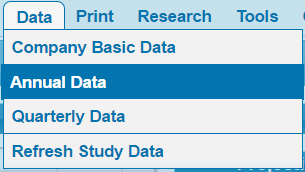 Data Print Research Tools
Company Basic Data
Annual Data
Quarterly Data
Refresh Study Data